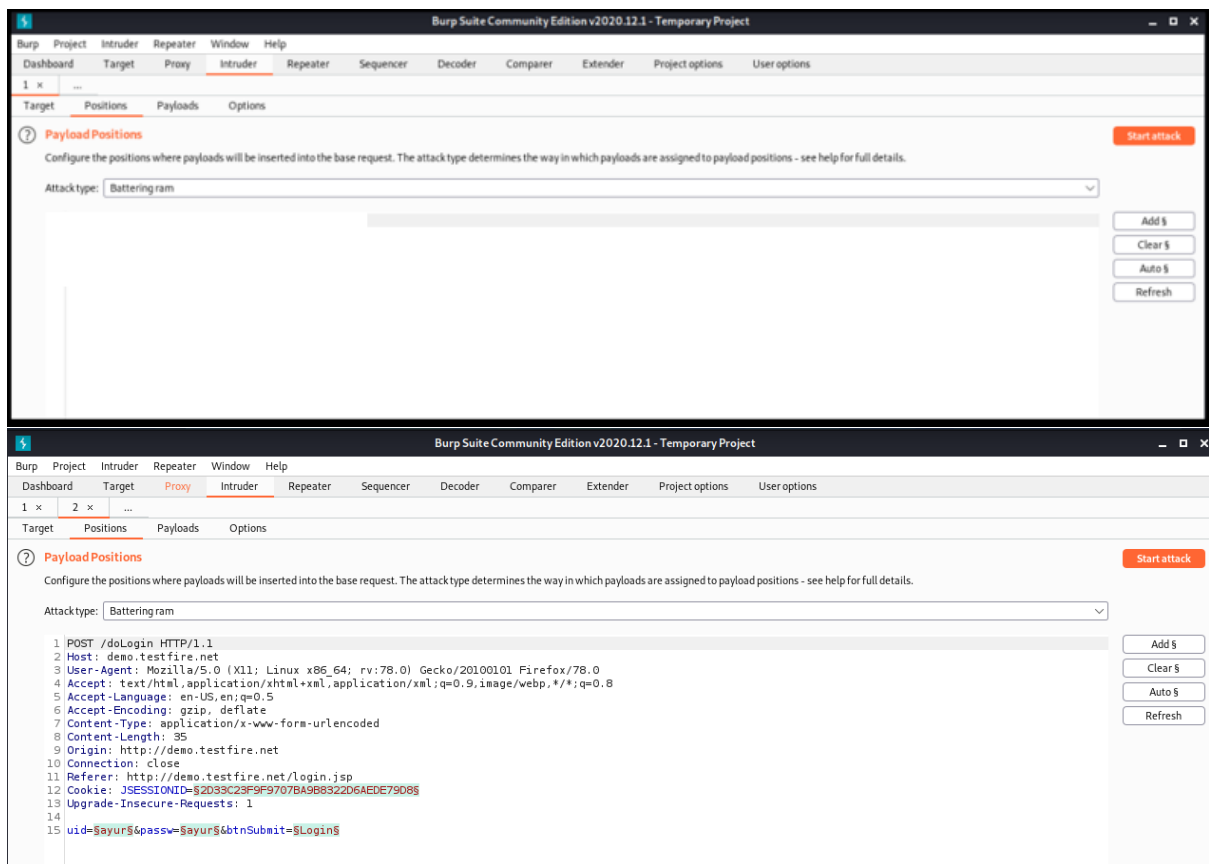 Burp Suite Community Edition v2020.12.1 - Temporary Project
Burp Project Intruder Repeater Window Help
Dashboard Target Proxy Intruder Repeater Sequencer Decoder Comparer Extender Project options User options
1 × ...
Target Positions Payloads Options
? Payload Positions Start attack
Configure the positions where payloads will be inserted into the base request. The attack type determines the way in which payloads are assigned to payload positions - see help for full details.
Attack type: Battering ram
Add §
Clear §
Auto §
Refresh
Burp Suite Community Edition v2020.12.1 - Temporary Project
Burp Project Intruder Repeater Window Help
Dashboard Target Proxy Intruder Repeater Sequencer Decoder Comparer Extender Project options User options
1 × 2 × ...
Target Positions Payloads Options
? Payload Positions Start attack
Configure the positions where payloads will be inserted into the base request. The attack type determines the way in which payloads are assigned to payload positions - see help for full details.
Attack type: Battering ram
1 POST /doLogin HTTP/1.1 Add §
2 Host: demo.testfire.net
3 User-Agent: Mozilla/5.0 (X11; Linux x86_64; rv:78.0) Gecko/20100101 Firefox/78.0 Clear §
4 Accept: text/html,application/xhtml+xml,application/xml;q=0.9,image/webp,*/*;q=0.8
5 Accept-Language: en-US,en;q=0.5 Auto §
6 Accept-Encoding: gzip, deflate
7 Content-Type: application/x-www-form-urlencoded Refresh
8 Content-Length: 35
9 Origin: http://demo.testfire.net
10 Connection: close
11 Referer: http://demo.testfire.net/login.jsp
12 Cookie: JSESSIONID=§2D33C23F9F9707BA9B8322D6AEDE79D8§
13 Upgrade-Insecure-Requests: 1
14
15 uid=§ayur§&passw=§ayur§&btnSubmit=§Login§